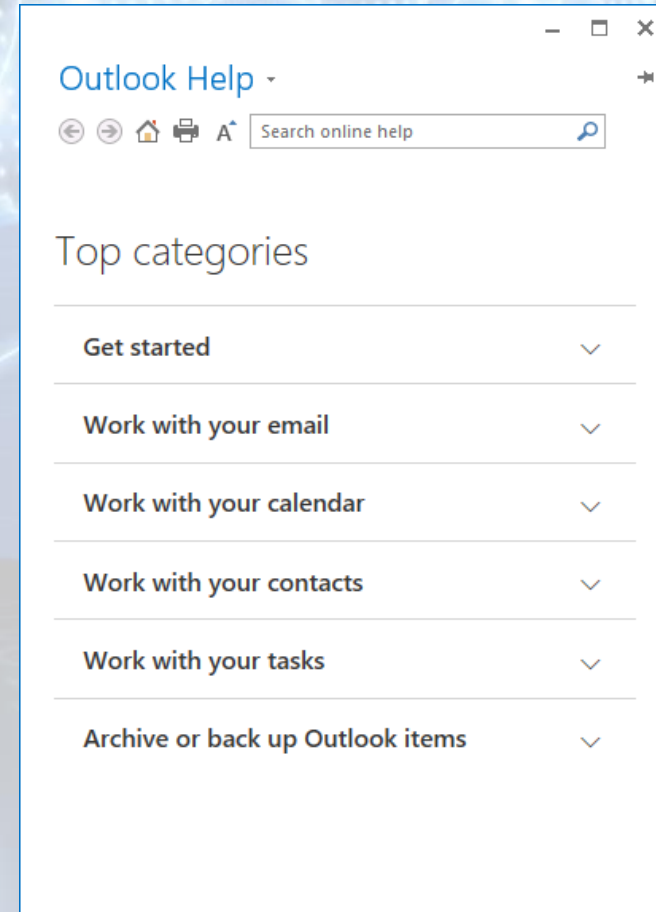 Outlook Help
A
Search online help
Top categories
Get started
Work with your email
Work with your calendar
Work with your contacts
Work with your tasks
Archive or back up Outlook items